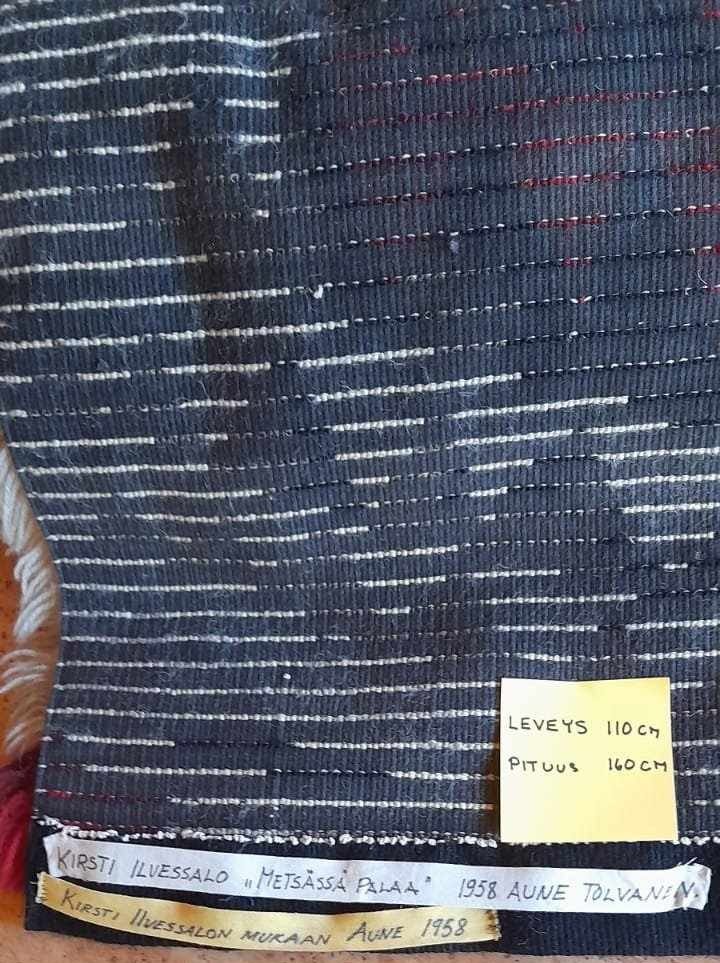 LEVEYS 110 CM
PITUUS 160 CM
KIRSTI ILVESSALO „METSÄSSÄ PALAA" 1958 AUNE TOLVANEN.
KIRSTI ILVESSALON MUKAAN AUNE 1958